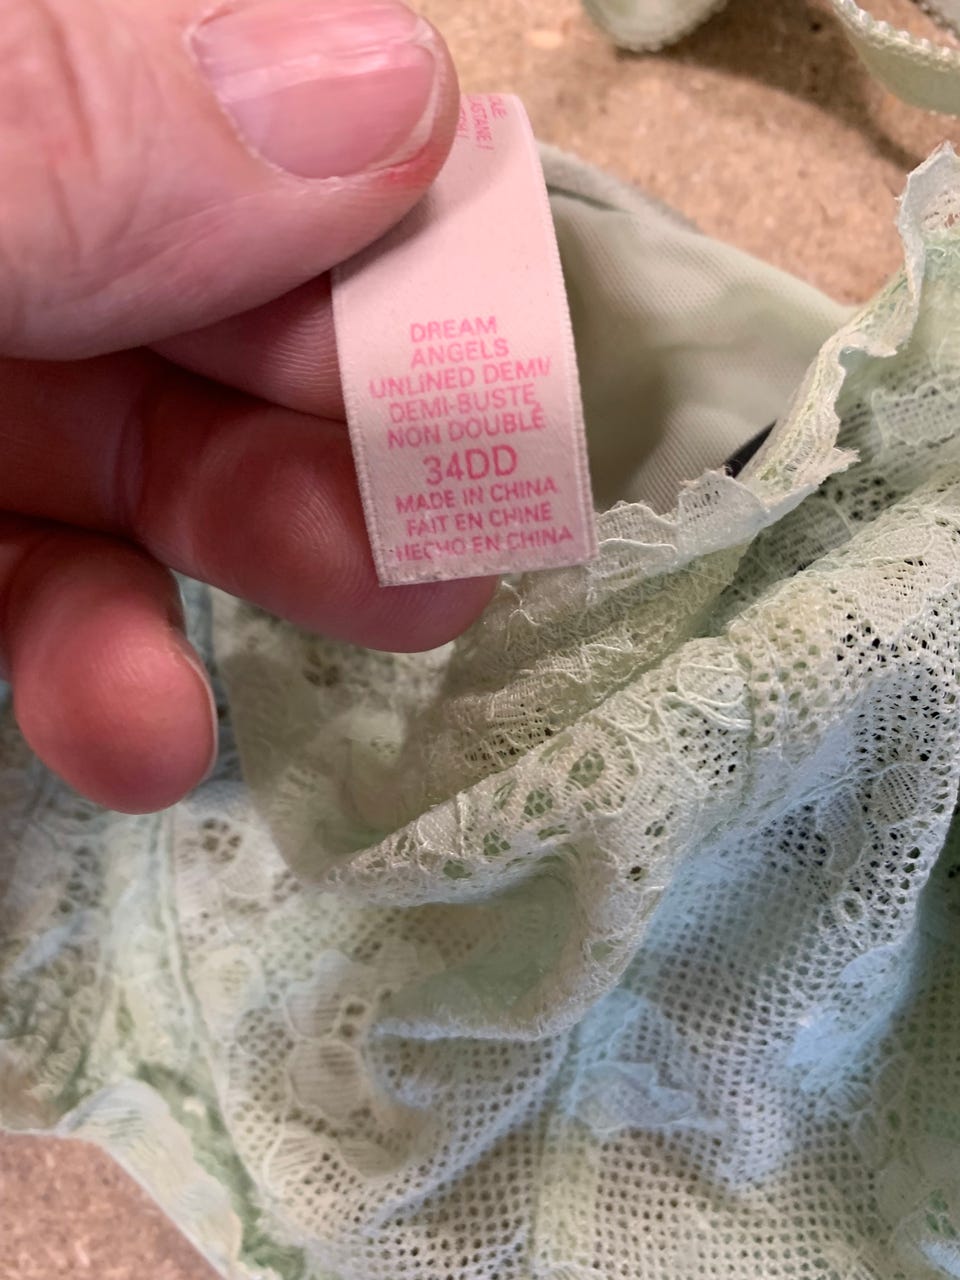 DREAM
ANGELS
UNLINED DEMI/
DEMI-BUSTE
NON DOUBLÉ
34DD
MADE IN CHINA
FAIT EN CHINE
HECHO EN CHINA